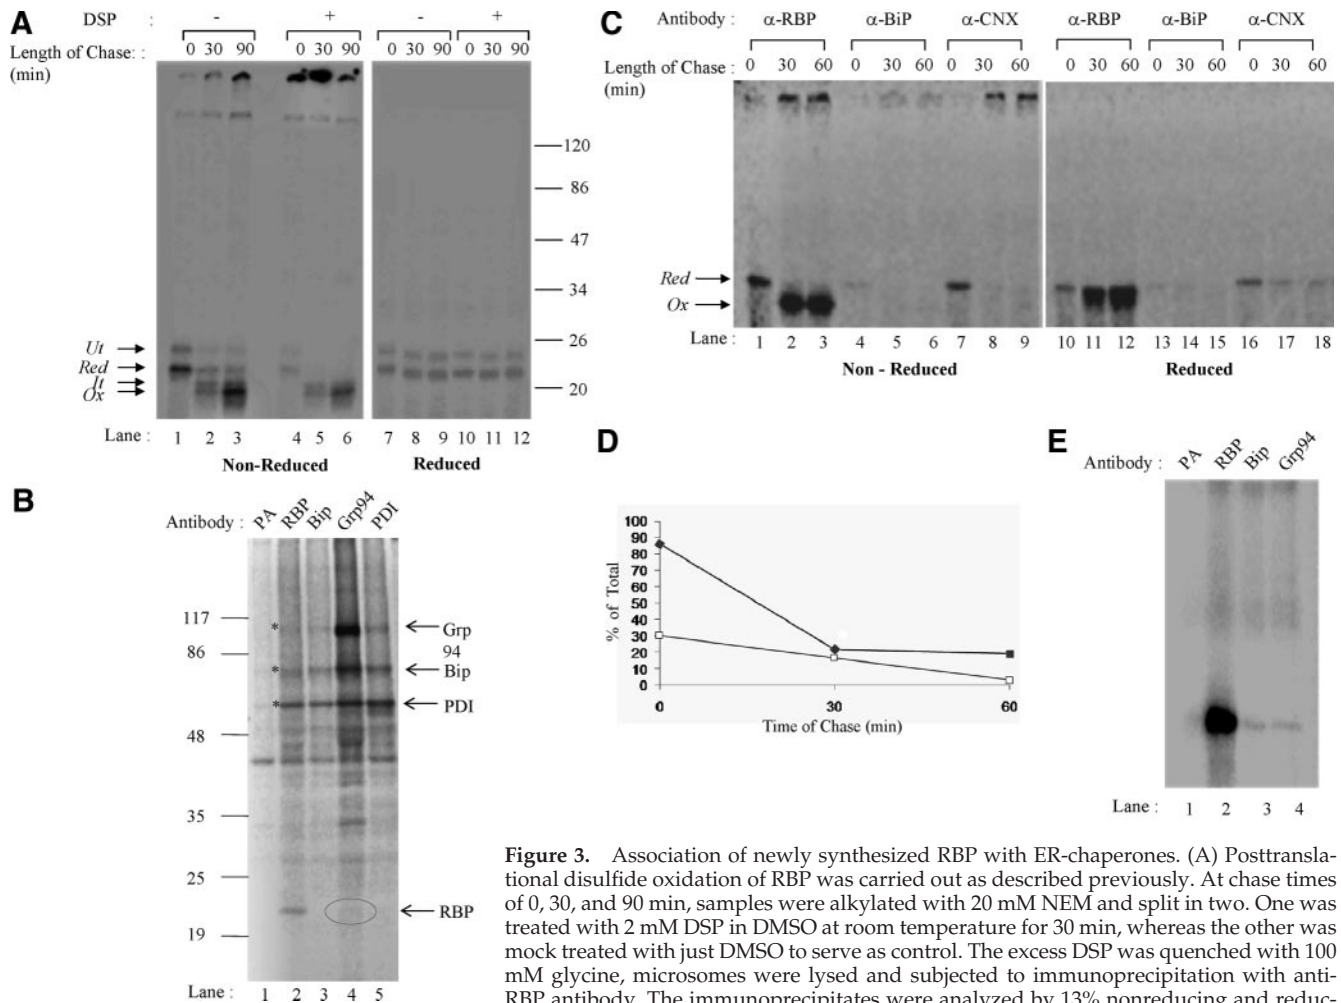 A
DSP : - + - +
Length of Chase: : 0 30 90 0 30 90 0 30 90 0 30 90
(min)
120
86
47
34
26
20
Ut
Red
It
Ox
Lane : 1 2 3 4 5 6 7 8 9 10 11 12
Non-Reduced Reduced
C
Antibody : α-RBP α-BiP α-CNX α-RBP α-BiP α-CNX
Length of Chase : 0 30 60 0 30 60 0 30 60 0 30 60 0 30 60 0 30 60
(min)
Red
Ox
Lane : 1 2 3 4 5 6 7 8 9 10 11 12 13 14 15 16 17 18
Non - Reduced Reduced
B
Antibody : PA RBP Bip Grp94 PDI
117
86
48
35
25
19
* Grp
94
* Bip
* PDI
RBP
Lane : 1 2 3 4 5
D
% of Total
100
90
80
70
60
50
40
30
20
10
0
0 30 60
Time of Chase (min)
E
Antibody : PA RBP Bip Grp94
Lane : 1 2 3 4
Figure 3. Association of newly synthesized RBP with ER-chaperones. (A) Posttransla-
tional disulfide oxidation of RBP was carried out as described previously. At chase times
of 0, 30, and 90 min, samples were alkylated with 20 mM NEM and split in two. One was
treated with 2 mM DSP in DMSO at room temperature for 30 min, whereas the other was
mock treated with just DMSO to serve as control. The excess DSP was quenched with 100
mM glycine, microsomes were lysed and subjected to immunoprecipitation with anti-
RBP antibody. The immunoprecipitates were analyzed by 13% nonreducing and reduc-